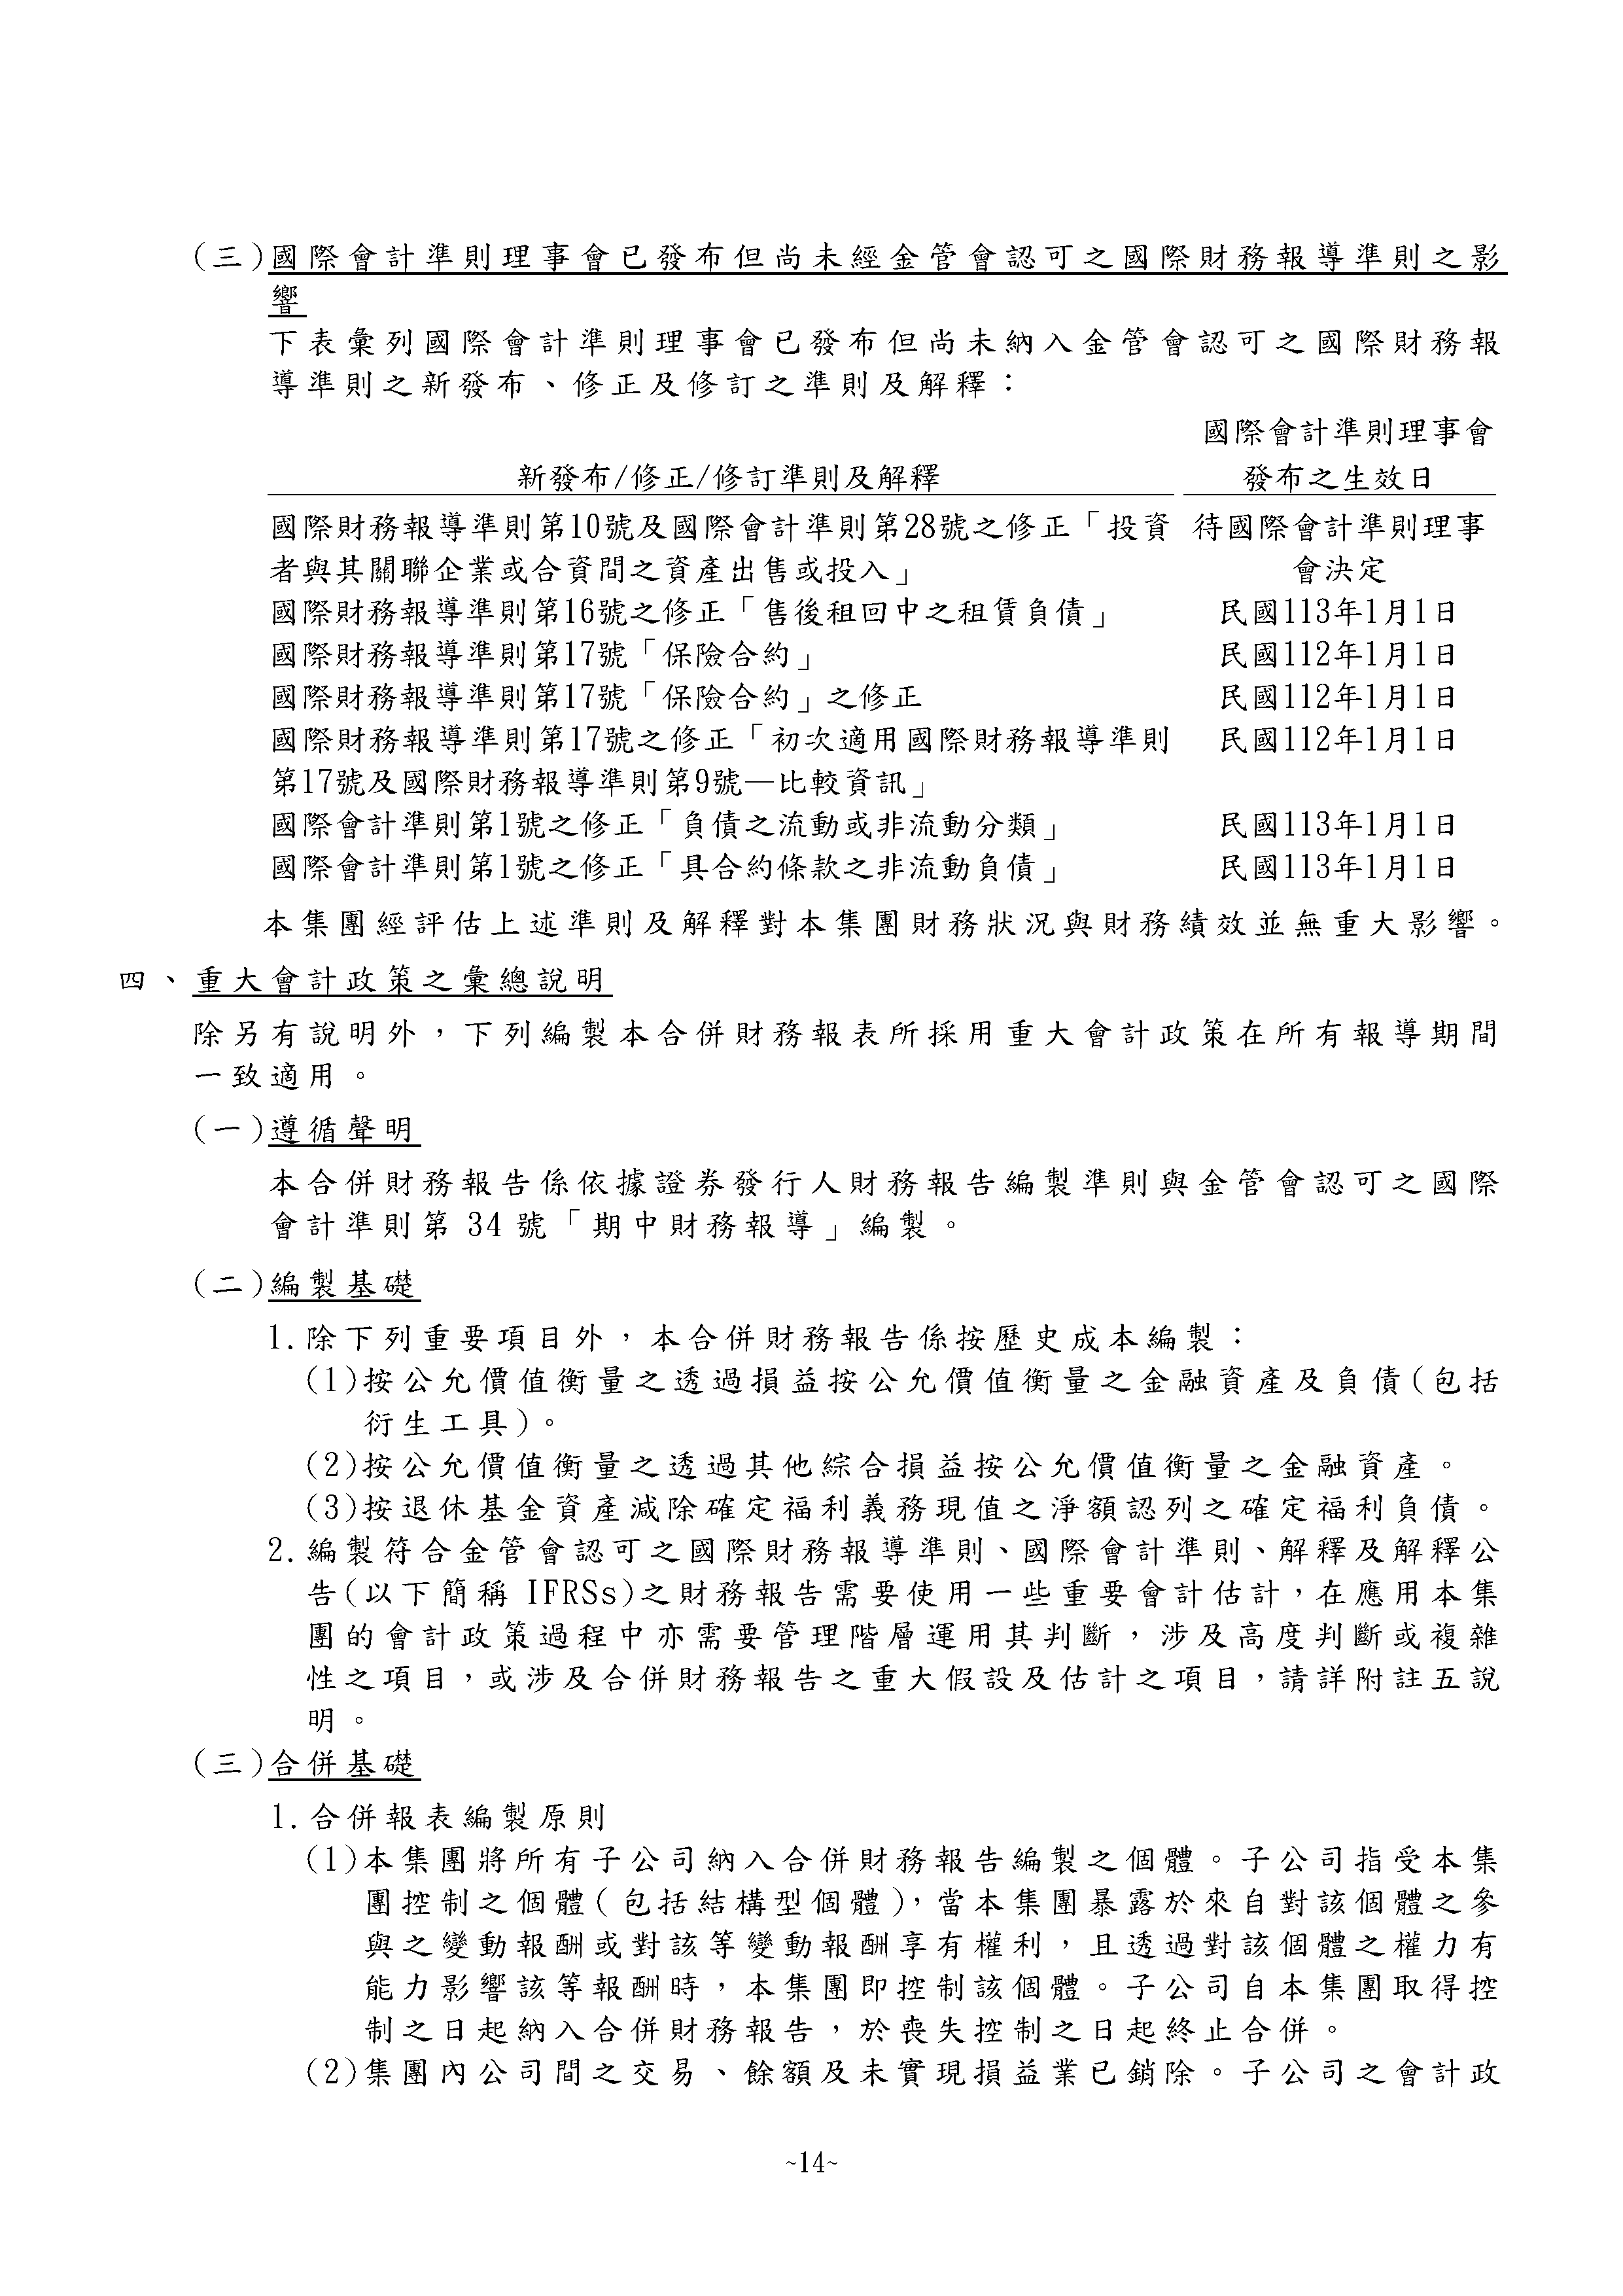 (三)國際會計準則理事會已發布但尚未經金管會認可之國際財務報導準則之影
響
下表彙列國際會計準則理事會已發布但尚未納入金管會認可之國際財務報
導準則之新發布、修正及修訂之準則及解釋：
國際會計準則理事會
新發布/修正/修訂準則及解釋 發布之生效日
國際財務報導準則第10號及國際會計準則第28號之修正「投資 待國際會計準則理事
者與其關聯企業或合資間之資產出售或投入」 會決定
國際財務報導準則第16號之修正「售後租回中之租賃負債」 民國113年1月1日
國際財務報導準則第17號「保險合約」 民國112年1月1日
國際財務報導準則第17號「保險合約」之修正 民國112年1月1日
國際財務報導準則第17號之修正「初次適用國際財務報導準則 民國112年1月1日
第17號及國際財務報導準則第9號—比較資訊」
國際會計準則第1號之修正「負債之流動或非流動分類」 民國113年1月1日
國際會計準則第1號之修正「具合約條款之非流動負債」 民國113年1月1日
本集團經評估上述準則及解釋對本集團財務狀況與財務績效並無重大影響。
四、重大會計政策之彙總說明
除另有說明外，下列編製本合併財務報表所採用重大會計政策在所有報導期間
一致適用。
(一)遵循聲明
本合併財務報告係依據證券發行人財務報告編製準則與金管會認可之國際
會計準則第 34 號「期中財務報導」編製。
(二)編製基礎
1.除下列重要項目外，本合併財務報告係按歷史成本編製：
(1)按公允價值衡量之透過損益按公允價值衡量之金融資產及負債(包括
衍生工具)。
(2)按公允價值衡量之透過其他綜合損益按公允價值衡量之金融資產。
(3)按退休基金資產減除確定福利義務現值之淨額認列之確定福利負債。
2.編製符合金管會認可之國際財務報導準則、國際會計準則、解釋及解釋公
告(以下簡稱 IFRSs)之財務報告需要使用一些重要會計估計，在應用本集
團的會計政策過程中亦需要管理階層運用其判斷，涉及高度判斷或複雜
性之項目，或涉及合併財務報告之重大假設及估計之項目，請詳附註五說
明。
(三)合併基礎
1.合併報表編製原則
(1)本集團將所有子公司納入合併財務報告編製之個體。子公司指受本集
團控制之個體(包括結構型個體)，當本集團暴露於來自對該個體之參
與之變動報酬或對該等變動報酬享有權利，且透過對該個體之權力有
能力影響該等報酬時，本集團即控制該個體。子公司自本集團取得控
制之日起納入合併財務報告，於喪失控制之日起終止合併。
(2)集團內公司間之交易、餘額及未實現損益業已銷除。子公司之會計政
~14~